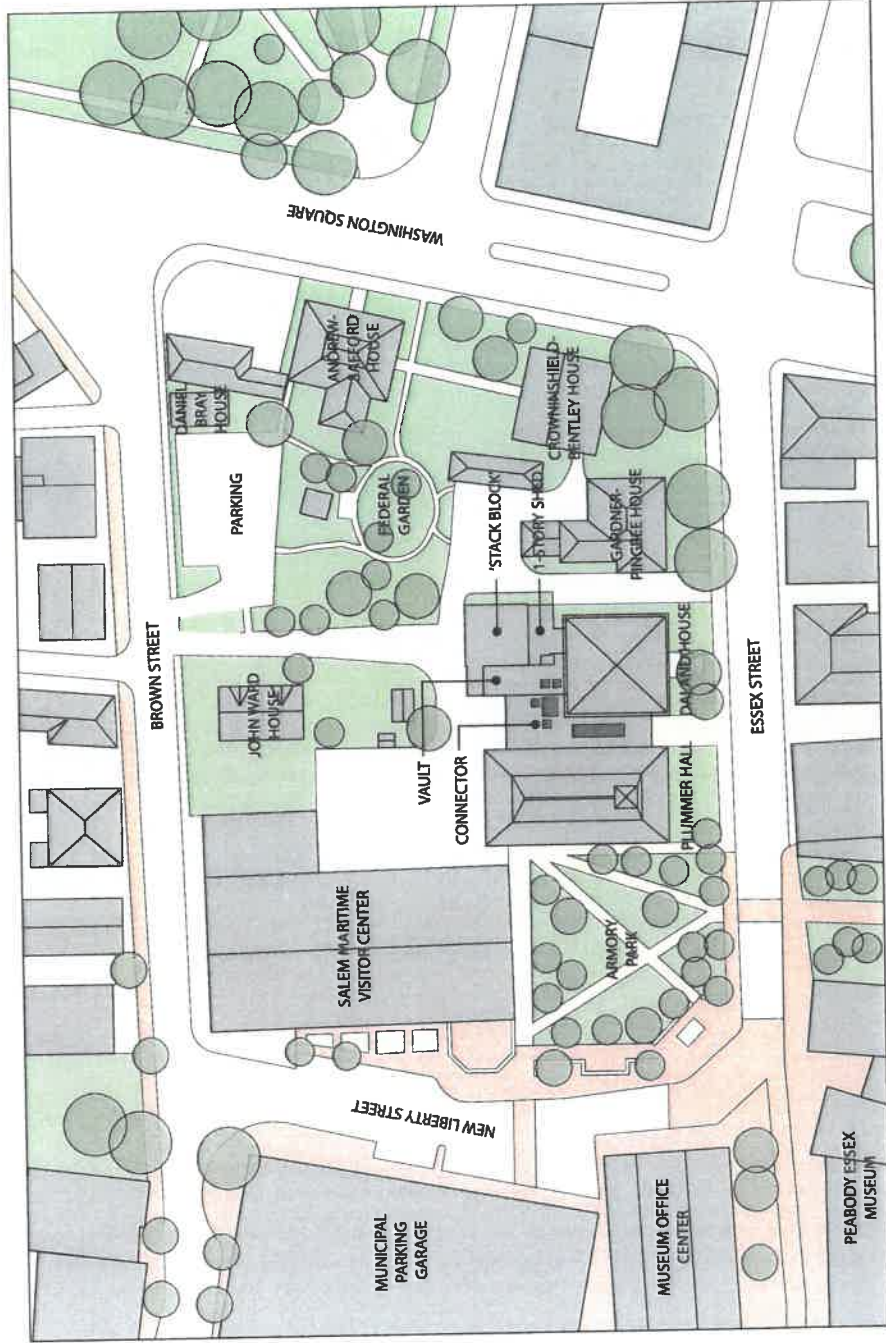 WASHINGTON SQUARE
DANIEL
BRAY
HOUSE
ANDREW-
SAFFORD
HOUSE
PARKING
FEDERAL
GARDEN
CROWNINSHIELD-
BENTLEY HOUSE
'STACK BLOCK'
1-STORY SHED
GARDNER-
PINGREE HOUSE
BROWN STREET
JOHN WARD
HOUSE
VAULT
CONNECTOR
DALAND HOUSE
PLUMMER HALL
ESSEX STREET
SALEM MARITIME
VISITOR CENTER
ARMORY
PARK
NEW LIBERTY STREET
MUNICIPAL
PARKING
GARAGE
MUSEUM OFFICE
CENTER
PEABODY ESSEX
MUSEUM